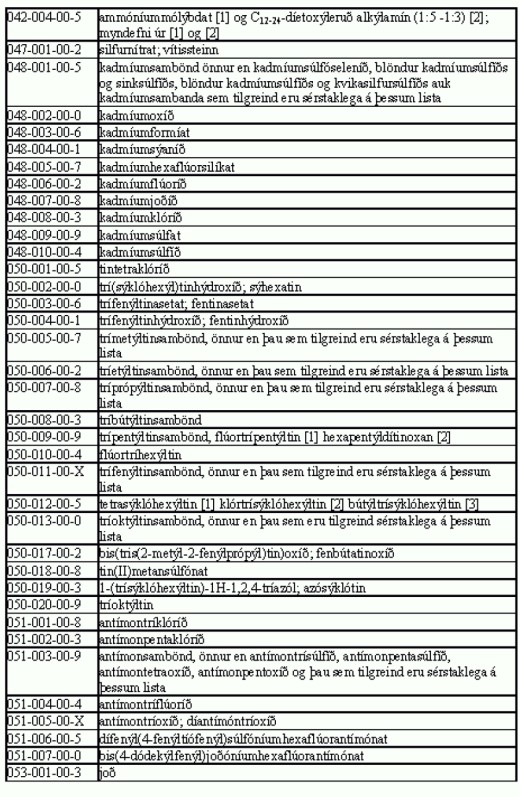 042-004-00-5 ammóníummólýbdat [1] og C12-24-díetoxýleruð alkýlamín (1:5 -1:3) [2];
myndefni úr [1] og [2]
047-001-00-2 silfurnítrat; vítissteinn
048-001-00-5 kadmíumsambönd önnur en kadmíumsúlfóseleníð, blöndur kadmíumsúlfíðs
og sinksúlfíðs, blöndur kadmíumsúlfíðs og kvikasilfursúlfíðs auk
kadmíumsambanda sem tilgreind eru sérstaklega á þessum lista
048-002-00-0 kadmíumoxíð
048-003-00-6 kadmíumformíat
048-004-00-1 kadmíumsýaníð
048-005-00-7 kadmíumhexaflúorsilíkat
048-006-00-2 kadmíumflúoríð
048-007-00-8 kadmíumjoðíð
048-008-00-3 kadmíumklóríð
048-009-00-9 kadmíumsúlfat
048-010-00-4 kadmíumsúlfíð
050-001-00-5 tintetraklóríð
050-002-00-0 trí(sýklóhexýl)tinhýdroxíð; sýhexatin
050-003-00-6 trífenýltinasetat; fentinasetat
050-004-00-1 trífenýltinhýdroxíð; fentinhýdroxíð
050-005-00-7 trímetýltinsambönd, önnur en þau sem tilgreind eru sérstaklega á þessum
lista
050-006-00-2 tríetýltinsambönd, önnur en þau sem tilgreind eru sérstaklega á þessum lista
050-007-00-8 tríprópýltinsambönd, önnur en þau sem tilgreind eru sérstaklega á þessum
lista
050-008-00-3 tríbútýltinsambönd
050-009-00-9 trípentýltinsambönd, flúortrípentýltin [1] hexapentýldítinoxan [2]
050-010-00-4 flúortríhexýltin
050-011-00-X trífenýltinsambönd, önnur en þau sem tilgreind eru sérstaklega á þessum
lista
050-012-00-5 tetrasýklóhexýltin [1] klórtrísýklóhexýltin [2] bútýltrísýklóhexýltin [3]
050-013-00-0 tríoktýltinsambönd, önnur en þau sem eru tilgreind sérstaklega á þessum
lista
050-017-00-2 bis(tris(2-metýl-2-fenýlprópýl)tin)oxíð; fenbútatinoxíð
050-018-00-8 tin(II)metansúlfónat
050-019-00-3 1-(trísýklóhexýltin)-1H-1,2,4-tríazól; azósýklótin
050-020-00-9 tríoktýltin
051-001-00-8 antímontríklóríð
051-002-00-3 antímonpentaklóríð
051-003-00-9 antímonsambönd, önnur en antímontrísúlfíð, antímonpentasúlfíð,
antímontetraoxíð, antímonpentoxíð og þau sem tilgreind eru sérstaklega á
þessum lista
051-004-00-4 antímontríflúoríð
051-005-00-X antímontríoxíð; díantímóntríoxíð
051-006-00-5 dífenýl(4-fenýltíófenýl)súlfóníumhexaflúorantímónat
051-007-00-0 bis(4-dódekýlfenýl)joðóníumhexaflúorantímónat
053-001-00-3 joð